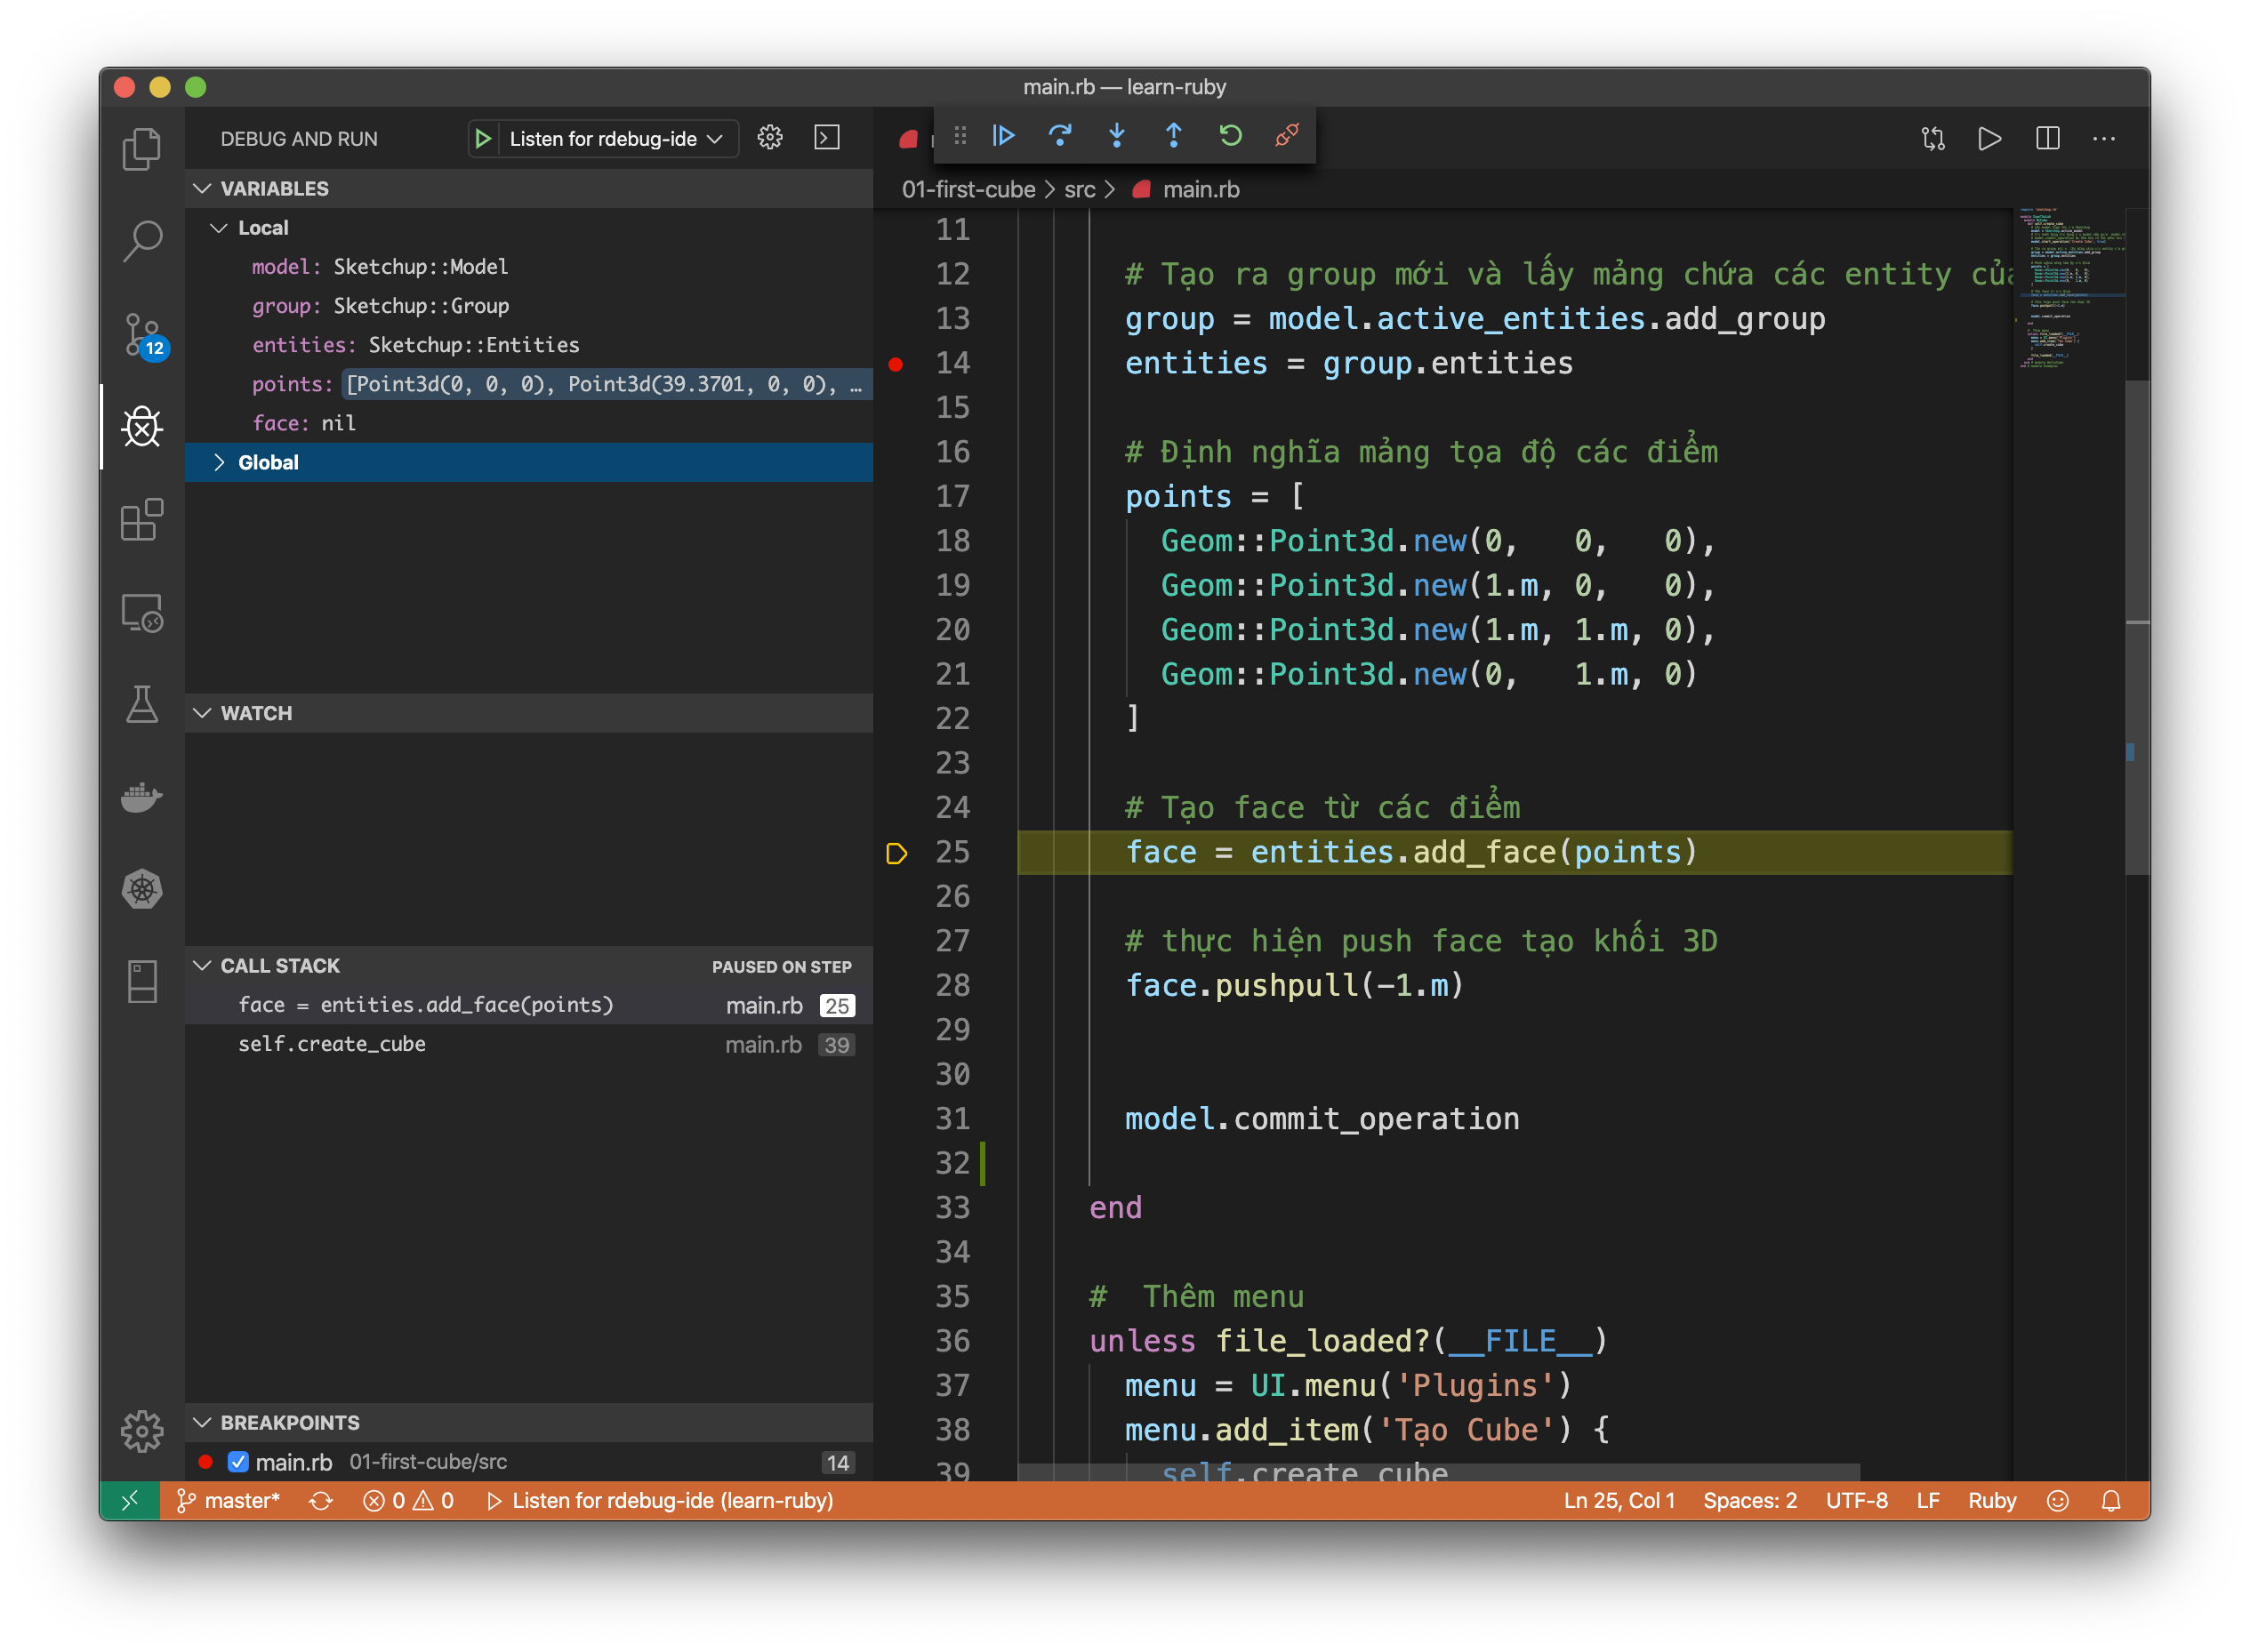 main.rb — learn-ruby
DEBUG AND RUN
Listen for rdebug-ide
VARIABLES
Local
model: Sketchup::Model
group: Sketchup::Group
entities: Sketchup::Entities
points: [Point3d(0, 0, 0), Point3d(39.3701, 0, 0), …
face: nil
Global
WATCH
CALL STACK
PAUSED ON STEP
face = entities.add_face(points) main.rb 25
self.create_cube main.rb 39
BREAKPOINTS
main.rb 01-first-cube/src 14
12
01-first-cube > src > main.rb
11
12 # Tạo ra group mới và lấy mảng chứa các entity của
13 group = model.active_entities.add_group
14 entities = group.entities
15
16 # Định nghĩa mảng tọa độ các điểm
17 points = [
18 Geom::Point3d.new(0,   0,   0),
19 Geom::Point3d.new(1.m, 0,   0),
20 Geom::Point3d.new(1.m, 1.m, 0),
21 Geom::Point3d.new(0,   1.m, 0)
22 ]
23
24 # Tạo face từ các điểm
25 face = entities.add_face(points)
26
27 # thực hiện push face tạo khối 3D
28 face.pushpull(-1.m)
29
30
31 model.commit_operation
32
33 end
34
35 #  Thêm menu
36 unless file_loaded?(__FILE__)
37 menu = UI.menu('Plugins')
38 menu.add_item('Tạo Cube') {
39 self.create_cube
master* 0 0 Listen for rdebug-ide (learn-ruby) Ln 25, Col 1 Spaces: 2 UTF-8 LF Ruby